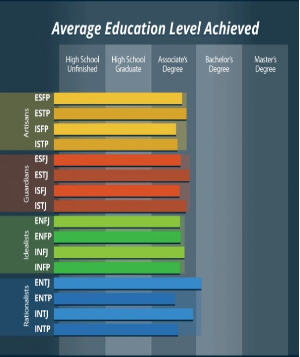 Average Education Level Achieved
High School Unfinished
High School Graduate
Associate's Degree
Bachelor's Degree
Master's Degree
Artisans
ESFP
ESTP
ISFP
ISTP
Guardians
ESFJ
ESTJ
ISFJ
ISTJ
Idealists
ENFJ
ENFP
INFJ
INFP
Rationalists
ENTJ
ENTP
INTJ
INTP